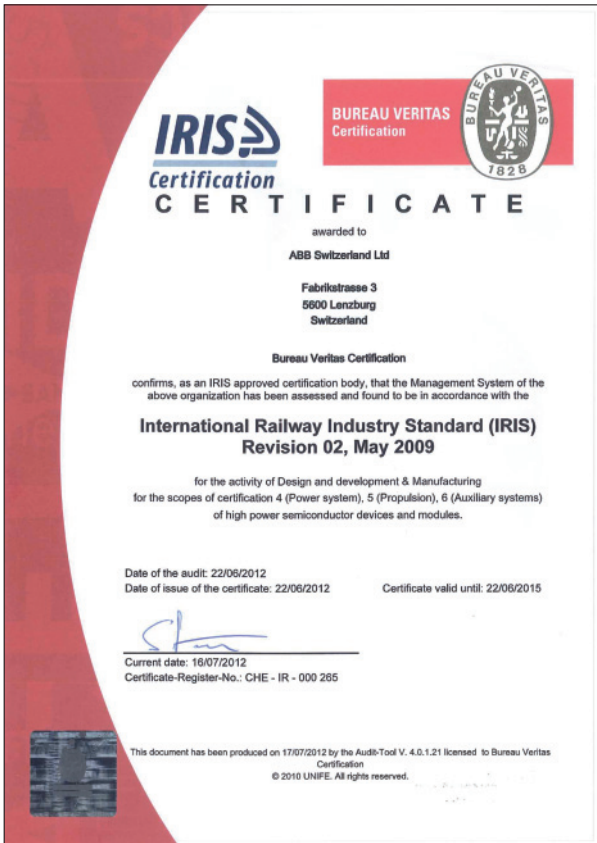 IRIS
Certification
BUREAU VERITAS
Certification
BUREAU VERITAS
1828
CERTIFICATE
awarded to
ABB Switzerland Ltd
Fabrikstrasse 3
5600 Lenzburg
Switzerland
Bureau Veritas Certification
confirms, as an IRIS approved certification body, that the Management System of the
above organization has been assessed and found to be in accordance with the
International Railway Industry Standard (IRIS)
Revision 02, May 2009
for the activity of Design and development & Manufacturing
for the scopes of certification 4 (Power system), 5 (Propulsion), 6 (Auxiliary systems)
of high power semiconductor devices and modules.
Date of the audit: 22/06/2012
Date of issue of the certificate: 22/06/2012 Certificate valid until: 22/06/2015
Current date: 16/07/2012
Certificate-Register-No.: CHE - IR - 000 265
This document has been produced on 17/07/2012 by the Audit-Tool V. 4.0.1.21 licensed to Bureau Veritas
Certification
© 2010 UNIFE. All rights reserved.